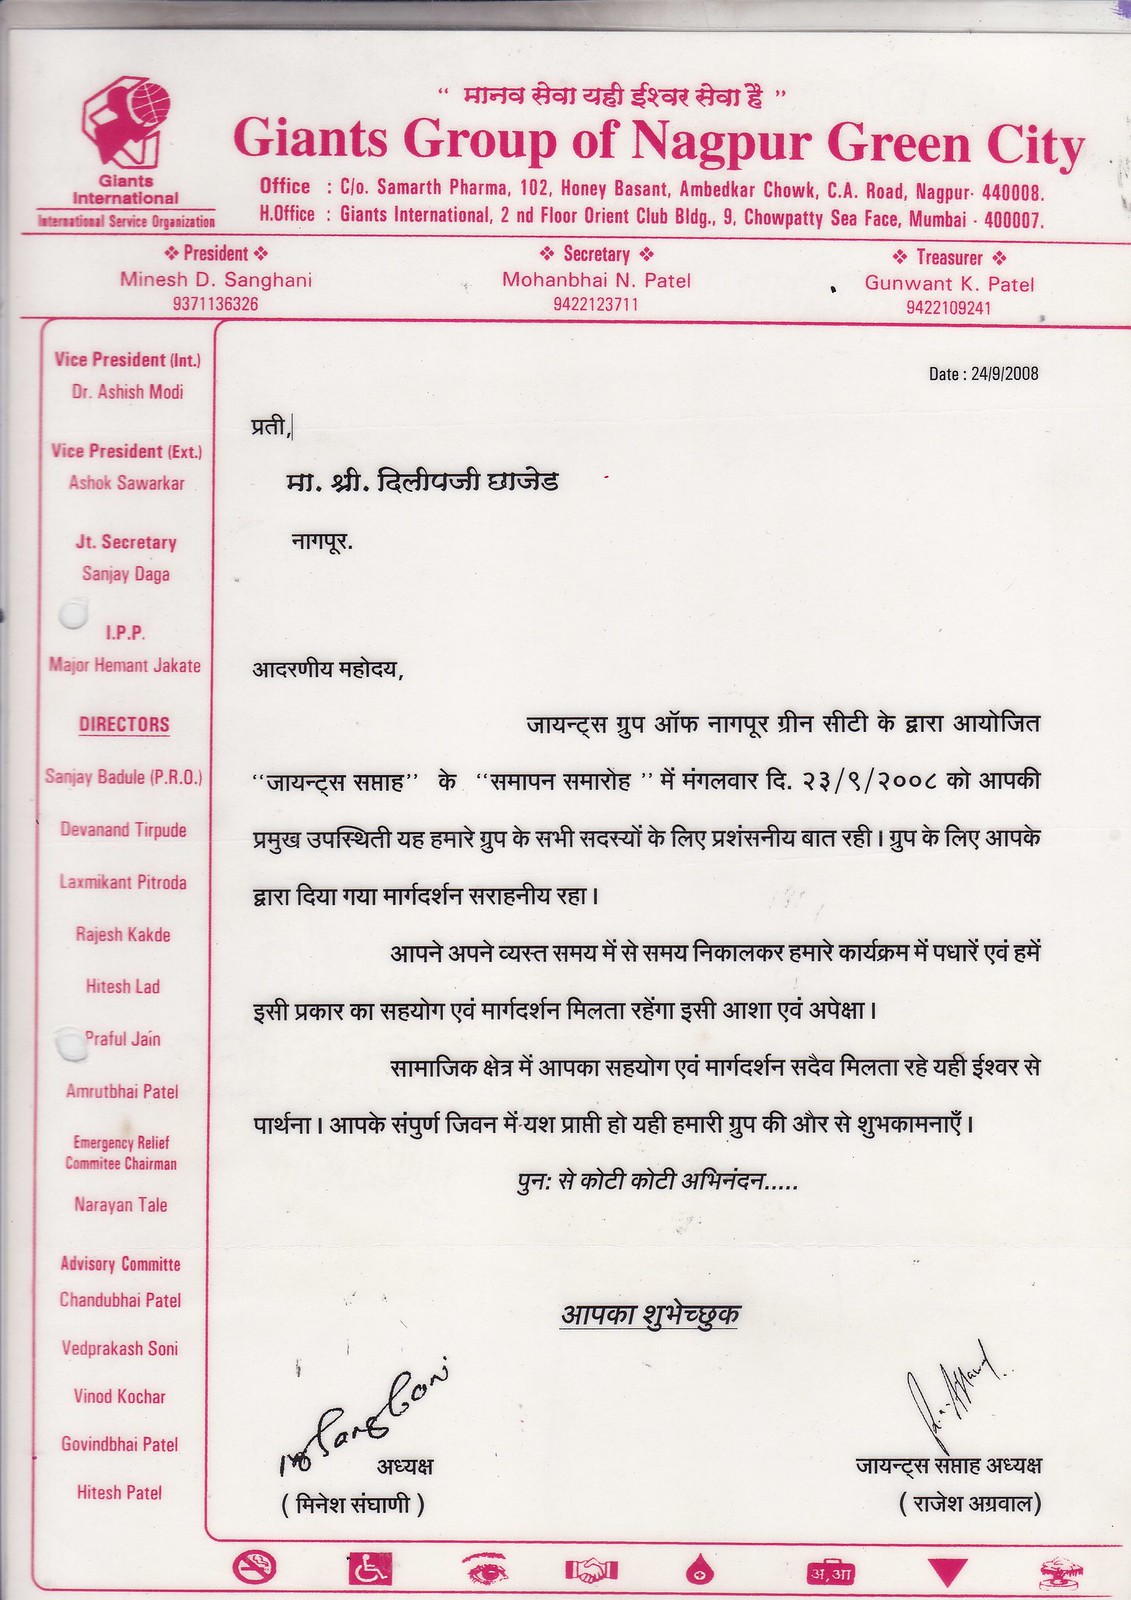 “ मानव सेवा यही ईश्वर सेवा है ”
Giants Group of Nagpur Green City
Giants
International
International Service Organization
Office : C/o. Samarth Pharma, 102, Honey Basant, Ambedkar Chowk, C.A. Road, Nagpur- 440008.
H.Office : Giants International, 2 nd Floor Orient Club Bldg., 9, Chowpatty Sea Face, Mumbai - 400007.
❖ President ❖
Minesh D. Sanghani
9371136326
❖ Secretary ❖
Mohanbhai N. Patel
9422123711
❖ Treasurer ❖
Gunwant K. Patel
9422109241
Vice President (Int.)
Dr. Ashish Modi
Vice President (Ext.)
Ashok Sawarkar
Jt. Secretary
Sanjay Daga
I.P.P.
Major Hemant Jakate
DIRECTORS
Sanjay Badule (P.R.O.)
Devanand Tirpude
Laxmikant Pitroda
Rajesh Kakde
Hitesh Lad
Praful Jain
Amrutbhai Patel
Emergency Relief
Commitee Chairman
Narayan Tale
Advisory Committe
Chandubhai Patel
Vedprakash Soni
Vinod Kochar
Govindbhai Patel
Hitesh Patel
Date : 24/9/2008
प्रती,
मा. श्री. दिलीपजी छाजेड
नागपूर.
आदरणीय महोदय,
जायन्ट्स ग्रुप ऑफ नागपूर ग्रीन सीटी के द्वारा आयोजित
“जायन्ट्स सप्ताह” के “समापन समारोह ” में मंगलवार दि. २३/९/२००८ को आपकी
प्रमुख उपस्थिती यह हमारे ग्रुप के सभी सदस्यों के लिए प्रशंसनीय बात रही । ग्रुप के लिए आपके
द्वारा दिया गया मार्गदर्शन सराहनीय रहा ।
आपने अपने व्यस्त समय में से समय निकालकर हमारे कार्यक्रम में पधारें एवं हमें
इसी प्रकार का सहयोग एवं मार्गदर्शन मिलता रहेंगा इसी आशा एवं अपेक्षा ।
सामाजिक क्षेत्र में आपका सहयोग एवं मार्गदर्शन सदैव मिलता रहे यही ईश्वर से
पार्थना । आपके संपुर्ण जिवन में यश प्राप्ती हो यही हमारी ग्रुप की और से शुभकामनाएँ ।
पुन: से कोटी कोटी अभिनंदन.....
आपका शुभेच्छुक
अध्यक्ष
( मिनेश संघाणी )
जायन्ट्स सप्ताह अध्यक्ष
( राजेश अग्रवाल)
अ, आ